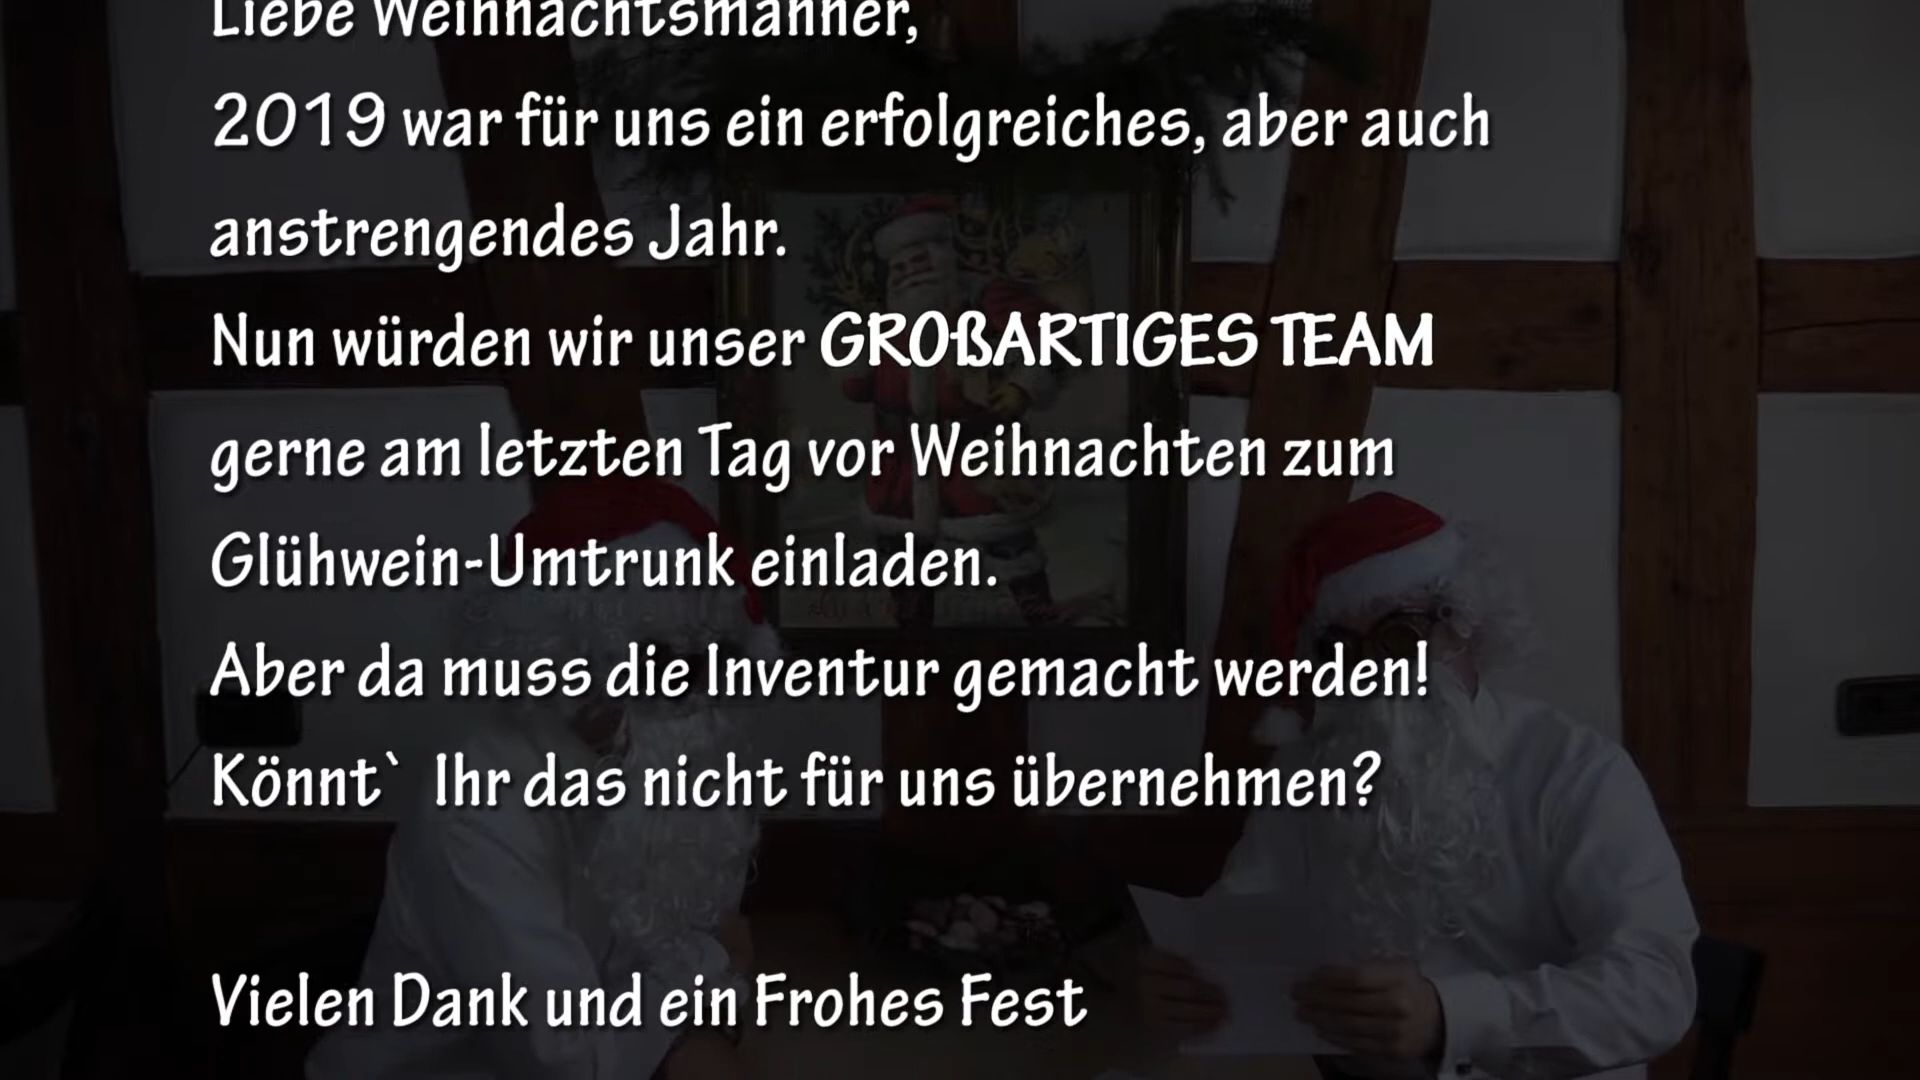 Liebe Weihnachtsmänner,
2019 war für uns ein erfolgreiches, aber auch
anstrengendes Jahr.
Nun würden wir unser GROßARTIGES TEAM
gerne am letzten Tag vor Weihnachten zum
Glühwein-Umtrunk einladen.
Aber da muss die Inventur gemacht werden!
Könnt` Ihr das nicht für uns übernehmen?
Vielen Dank und ein Frohes Fest